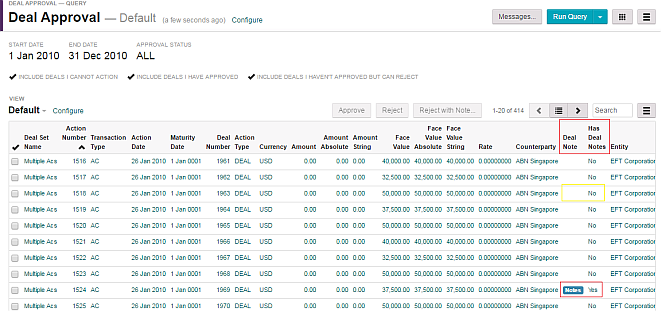 DEAL APPROVAL — QUERY
Deal Approval — Default (a few seconds ago) Configure
Messages... Run Query
START DATE END DATE APPROVAL STATUS
1 Jan 2010 31 Dec 2010 ALL
INCLUDE DEALS I CANNOT ACTION INCLUDE DEALS I HAVE APPROVED INCLUDE DEALS I HAVEN'T APPROVED BUT CAN REJECT
VIEW
Default Configure Approve Reject Reject with Note... 1-20 of 414 Search
Deal Set Name Action Number Transaction Type Action Date Maturity Date Deal Number Action Type Currency Amount Amount Absolute Amount String Face Value Face Value Absolute Face Value String Rate Counterparty Deal Note Has Deal Notes Entity
Multiple Acs 1516 AC 26 Jan 2010 1 Jan 0001 1961 DEAL USD 0.00 0.00 0.00 40,000.00 40,000.00 40,000.00 0.00000000 ABN Singapore No EFT Corporation
Multiple Acs 1517 AC 26 Jan 2010 1 Jan 0001 1962 DEAL USD 0.00 0.00 0.00 32,500.00 32,500.00 32,500.00 0.00000000 ABN Singapore No EFT Corporation
Multiple Acs 1518 AC 26 Jan 2010 1 Jan 0001 1963 DEAL USD 0.00 0.00 0.00 50,000.00 50,000.00 50,000.00 0.00000000 ABN Singapore No EFT Corporation
Multiple Acs 1519 AC 26 Jan 2010 1 Jan 0001 1964 DEAL USD 0.00 0.00 0.00 37,500.00 37,500.00 37,500.00 0.00000000 ABN Singapore No EFT Corporation
Multiple Acs 1520 AC 26 Jan 2010 1 Jan 0001 1965 DEAL USD 0.00 0.00 0.00 50,000.00 50,000.00 50,000.00 0.00000000 ABN Singapore No EFT Corporation
Multiple Acs 1521 AC 26 Jan 2010 1 Jan 0001 1966 DEAL USD 0.00 0.00 0.00 40,000.00 40,000.00 40,000.00 0.00000000 ABN Singapore No EFT Corporation
Multiple Acs 1522 AC 26 Jan 2010 1 Jan 0001 1967 DEAL USD 0.00 0.00 0.00 32,500.00 32,500.00 32,500.00 0.00000000 ABN Singapore No EFT Corporation
Multiple Acs 1523 AC 26 Jan 2010 1 Jan 0001 1968 DEAL USD 0.00 0.00 0.00 50,000.00 50,000.00 50,000.00 0.00000000 ABN Singapore No EFT Corporation
Multiple Acs 1524 AC 26 Jan 2010 1 Jan 0001 1969 DEAL USD 0.00 0.00 0.00 37,500.00 37,500.00 37,500.00 0.00000000 ABN Singapore Notes Yes EFT Corporation
Multiple Acs 1525 AC 26 Jan 2010 1 Jan 0001 1970 DEAL USD 0.00 0.00 0.00 50,000.00 50,000.00 50,000.00 0.00000000 ABN Singapore No EFT Corporation